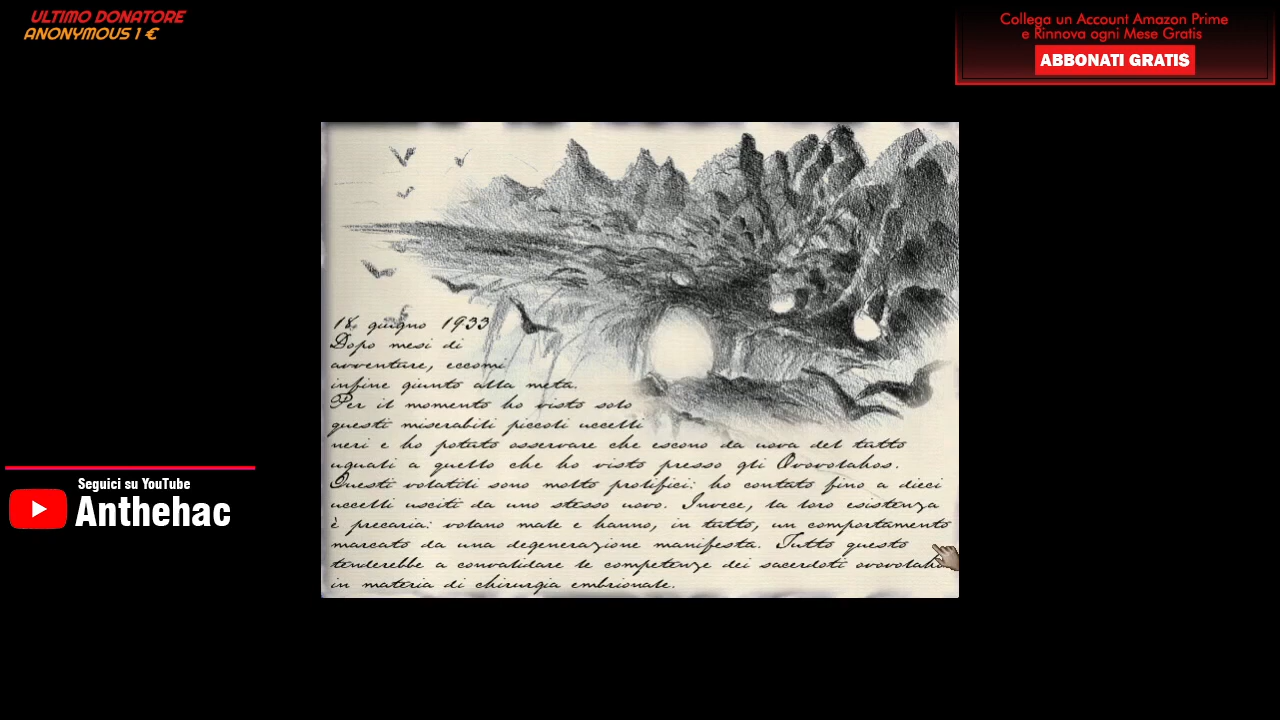 ULTIMO DONATORE
ANONYMOUS 1 €
Collega un Account Amazon Prime
e Rinnova ogni Mese Gratis
ABBONATI GRATIS
18 giugno 1933
Dopo mesi di
avventure, eccomi
infine giunto alla meta.
Per il momento ho visto solo
questi miserabili piccoli uccelli
neri e ho potuto osservare che escono da uova del tutto
uguali a quello che ho visto presso gli Ovovolahos.
Questi volatili sono molto prolifici: ho contato fino a dieci
uccelli usciti da uno stesso uovo. Invece, la loro esistenza
è precaria: volano male e hanno, in tutto, un comportamento
marcato da una degenerazione manifesta. Tutto questo
tenderebbe a convalidare le competenze dei sacerdoti
in materia di chirurgia embrionale.
Seguici su YouTube
Anthehac